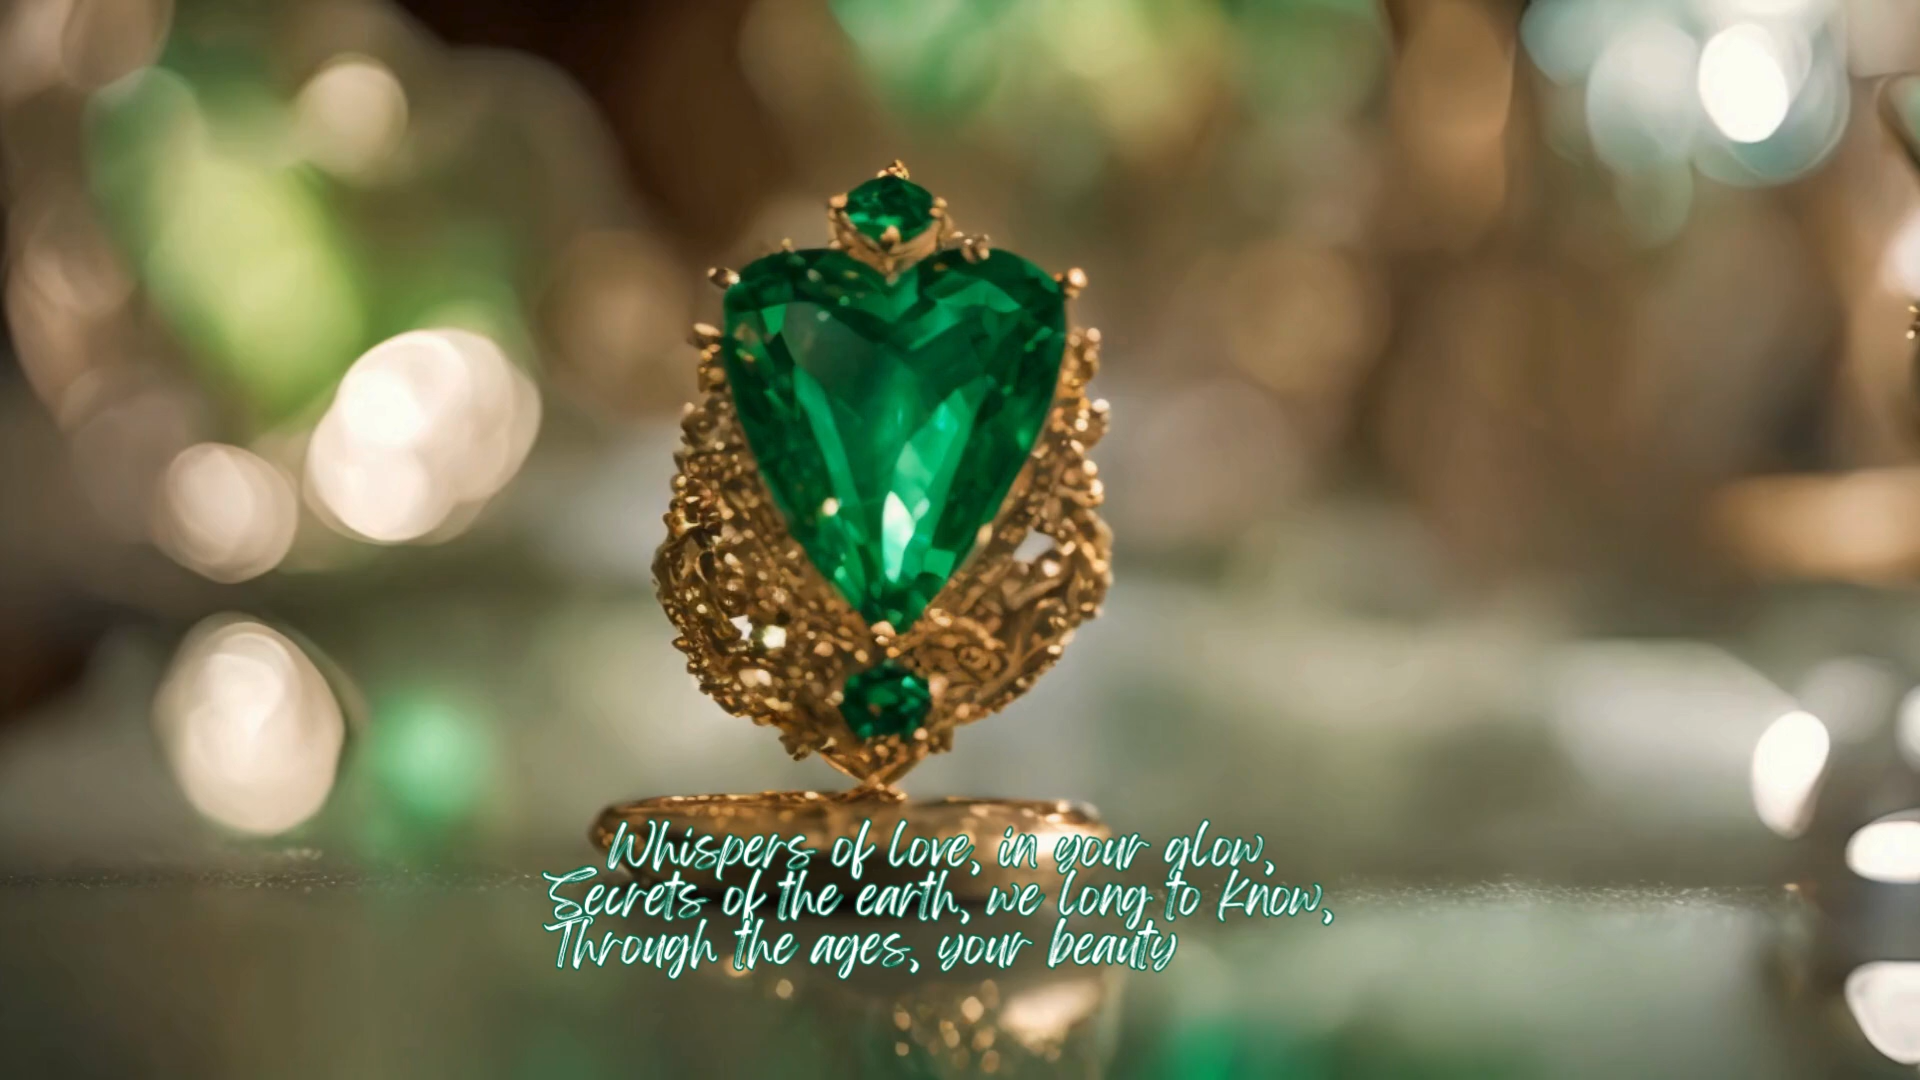 Whispers of love, in your glow,
Secrets of the earth, we long to know,
Through the ages, your beauty